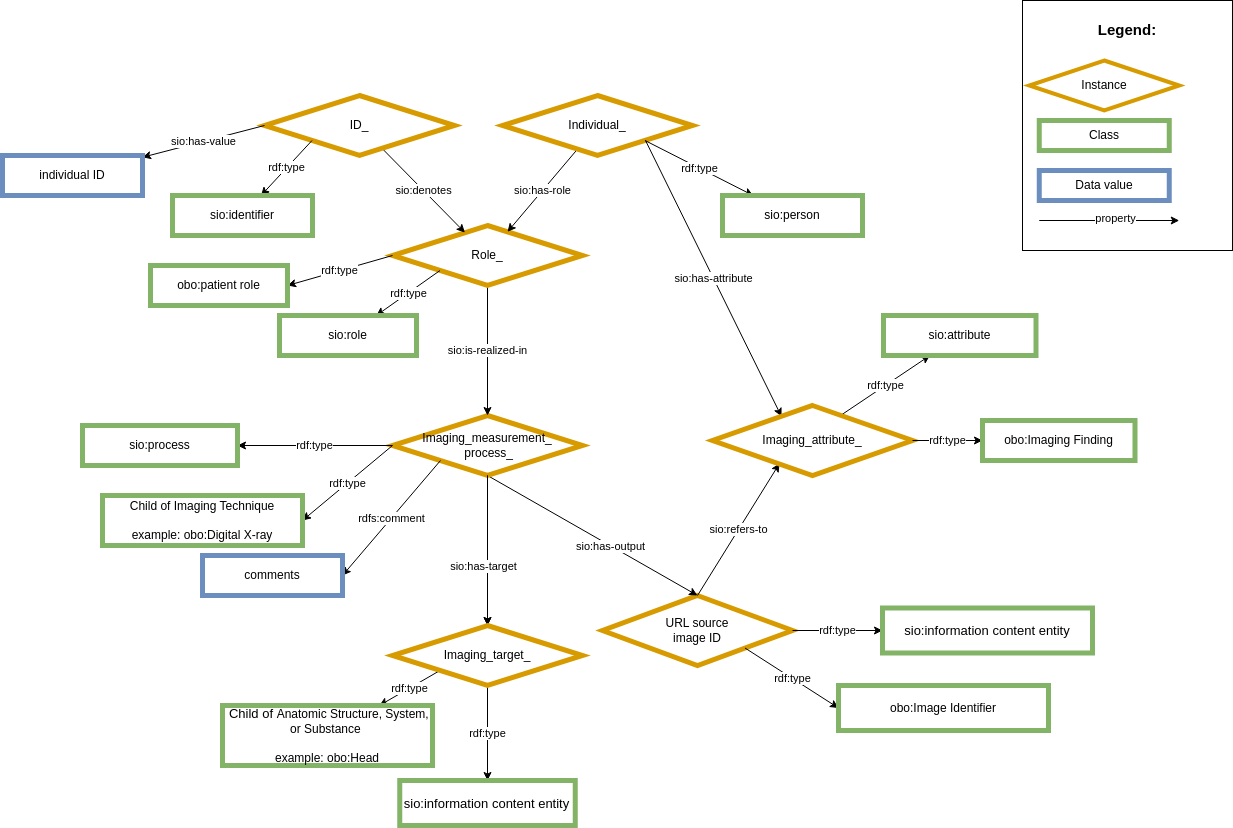 Legend:
Instance
Class
Data value
property
ID_
Individual_
sio:has-value
individual ID
rdf:type
sio:identifier
sio:denotes
sio:has-role
rdf:type
sio:person
Role_
rdf:type
obo:patient role
rdf:type
sio:role
sio:has-attribute
sio:is-realized-in
sio:attribute
rdf:type
Imaging_measurement_
process_
rdf:type
sio:process
Imaging_attribute_
rdf:type
obo:Imaging Finding
rdf:type
Child of Imaging Technique
example: obo:Digital X-ray
rdfs:comment
comments
sio:has-target
sio:has-output
sio:refers-to
URL source
image ID
rdf:type
sio:information content entity
rdf:type
obo:Image Identifier
Imaging_target_
rdf:type
Child of Anatomic Structure, System,
or Substance
example: obo:Head
rdf:type
sio:information content entity